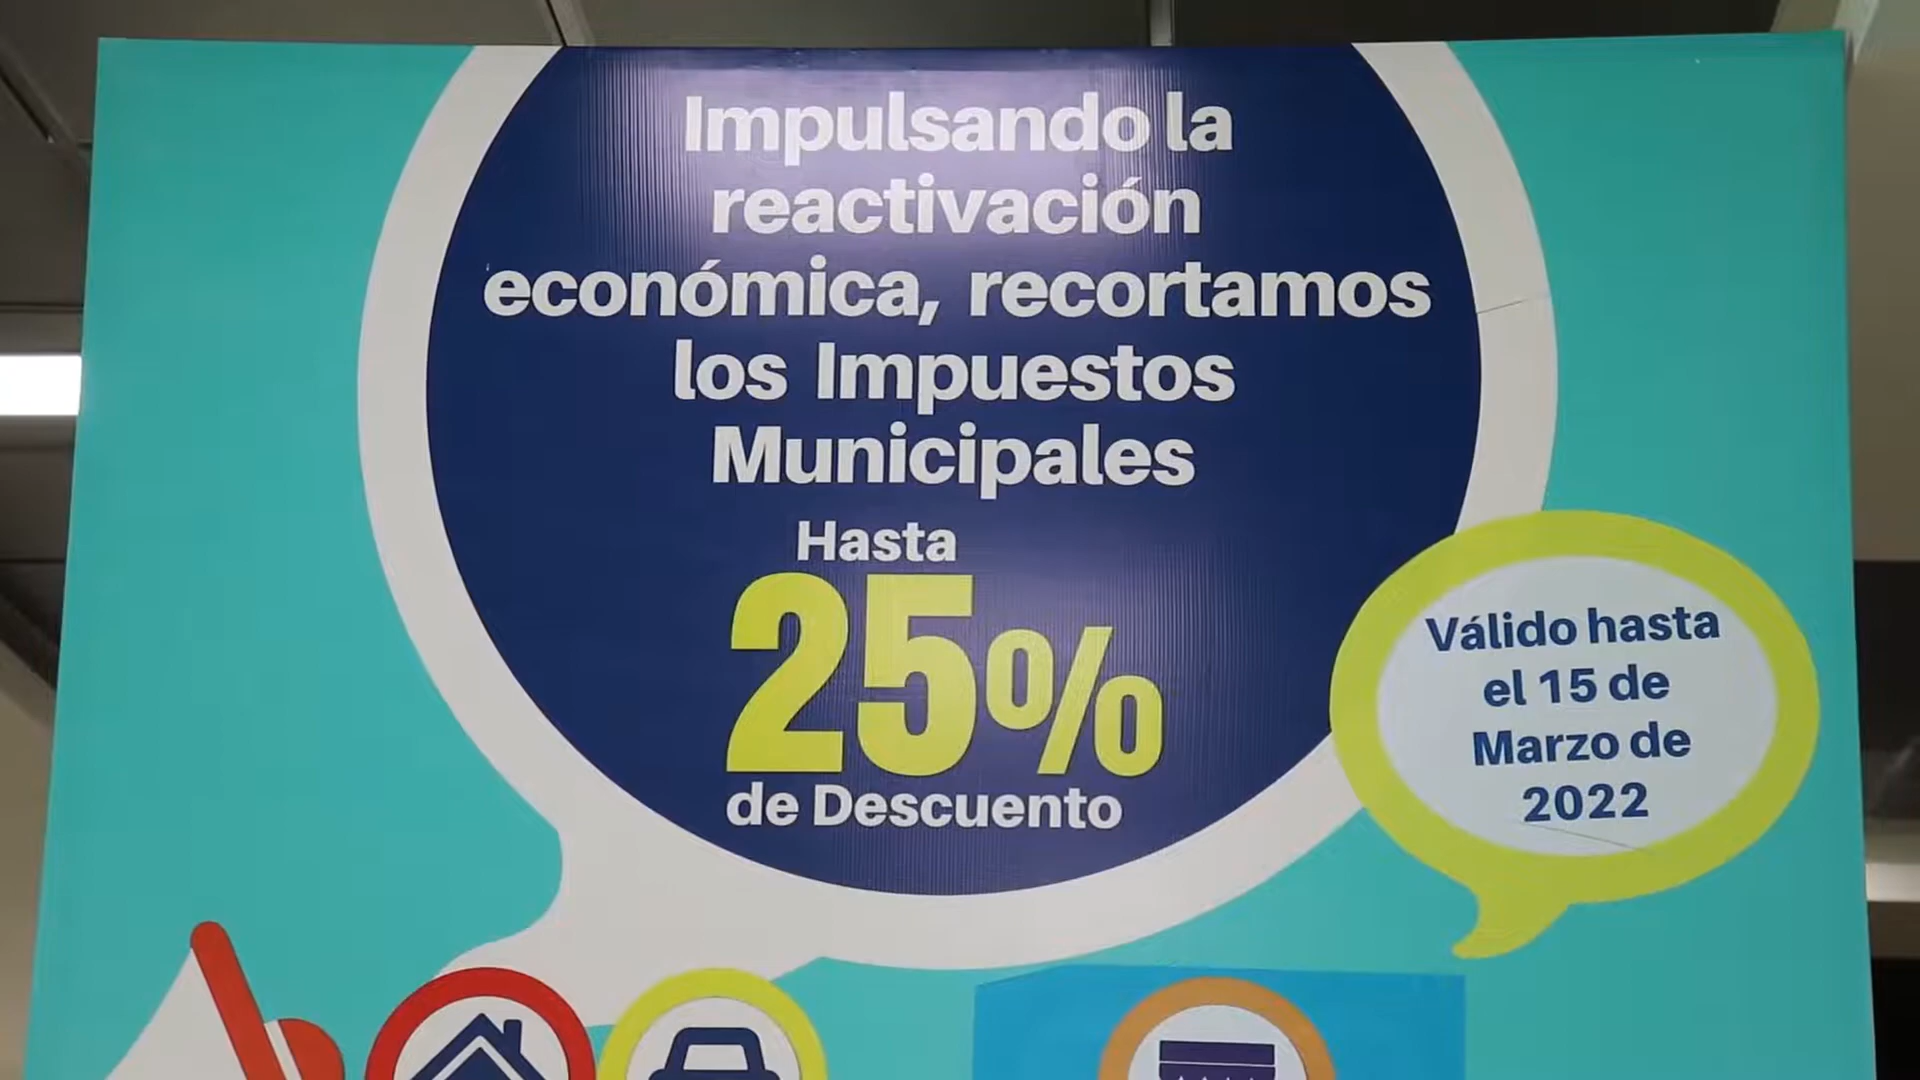 Impulsando la
reactivación
económica, recortamos
los Impuestos
Municipales
Hasta
25%
de Descuento
Válido hasta
el 15 de
Marzo de
2022